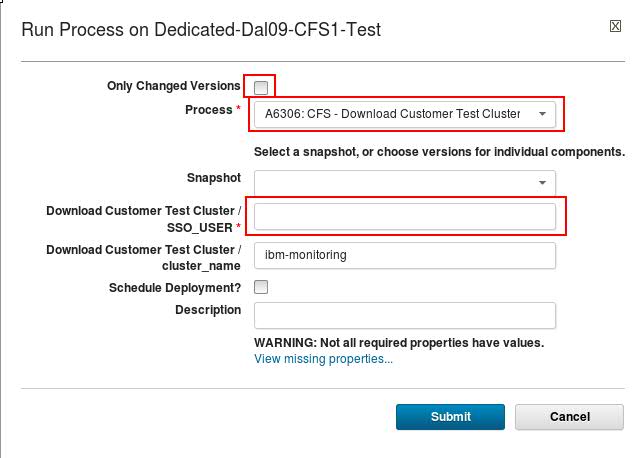 Run Process on Dedicated-Dal09-CFS1-Test
X
Only Changed Versions
Process * A6306: CFS - Download Customer Test Cluster
Select a snapshot, or choose versions for individual components.
Snapshot
Download Customer Test Cluster /
SSO_USER *
Download Customer Test Cluster /
cluster_name
ibm-monitoring
Schedule Deployment?
Description
WARNING: Not all required properties have values.
View missing properties...
Submit Cancel